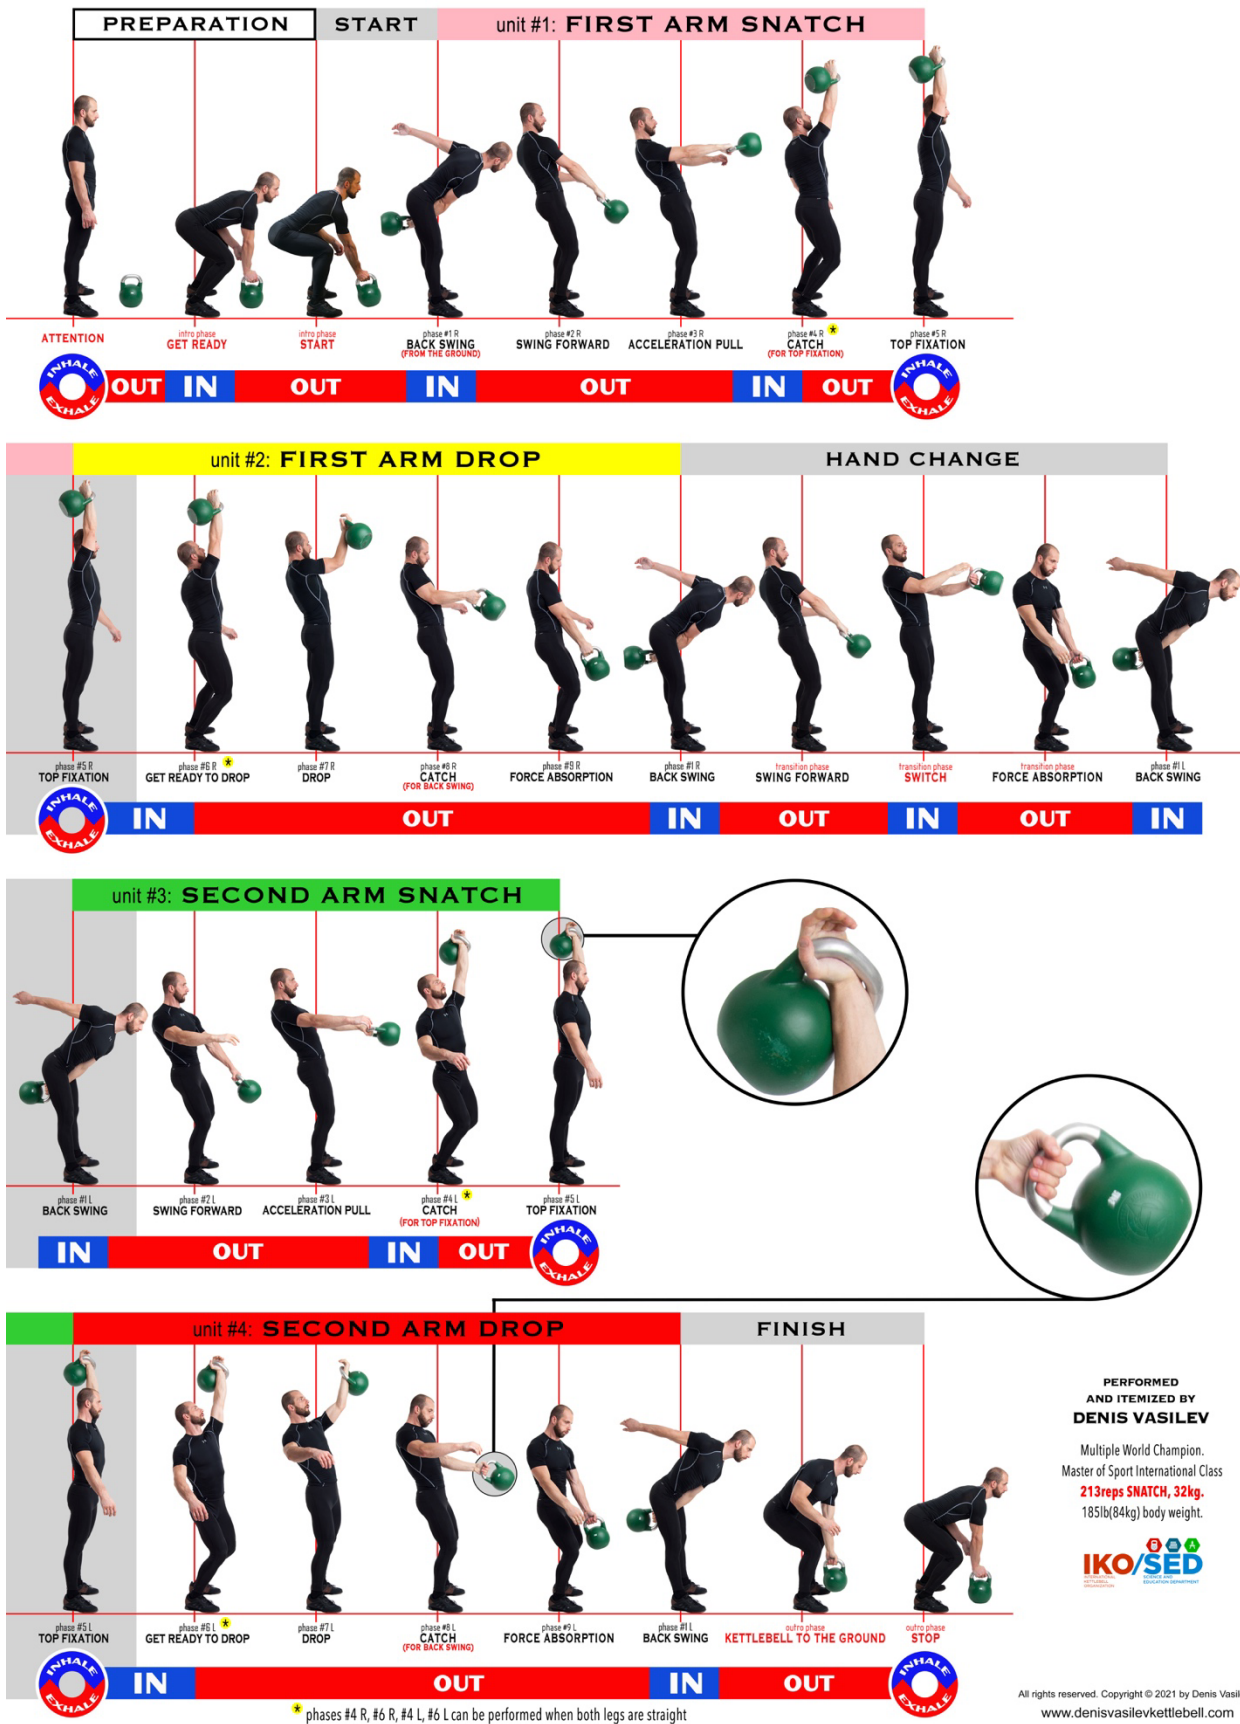 PREPARATION
START
unit #1: FIRST ARM SNATCH
ATTENTION
intro phase
GET READY
intro phase
START
phase #1 R
BACK SWING
(FROM THE GROUND)
phase #2 R
SWING FORWARD
phase #3 R
ACCELERATION PULL
phase #4 R *
CATCH
(FOR TOP FIXATION)
phase #5 R
TOP FIXATION
INHALE
EXHALE
OUT
IN
OUT
IN
OUT
IN
OUT
INHALE
EXHALE
unit #2: FIRST ARM DROP
HAND CHANGE
phase #5 R
TOP FIXATION
phase #6 R *
GET READY TO DROP
phase #7 R
DROP
phase #8 R
CATCH
(FOR BACK SWING)
phase #9 R
FORCE ABSORPTION
phase #1 R
BACK SWING
transition phase
SWING FORWARD
transition phase
SWITCH
transition phase
FORCE ABSORPTION
phase #1 L
BACK SWING
INHALE
EXHALE
IN
OUT
IN
OUT
IN
OUT
IN
unit #3: SECOND ARM SNATCH
phase #1 L
BACK SWING
phase #2 L
SWING FORWARD
phase #3 L
ACCELERATION PULL
phase #4 L *
CATCH
(FOR TOP FIXATION)
phase #5 L
TOP FIXATION
IN
OUT
IN
OUT
INHALE
EXHALE
unit #4: SECOND ARM DROP
FINISH
phase #5 L
TOP FIXATION
phase #6 L *
GET READY TO DROP
phase #7 L
DROP
phase #8 L
CATCH
(FOR BACK SWING)
phase #9 L
FORCE ABSORPTION
phase #1 L
BACK SWING
outro phase
KETTLEBELL TO THE GROUND
outro phase
STOP
INHALE
EXHALE
IN
OUT
IN
OUT
INHALE
EXHALE
* phases #4 R, #6 R, #4 L, #6 L can be performed when both legs are straight
PERFORMED
AND ITEMIZED BY
DENIS VASILEV
Multiple World Champion.
Master of Sport International Class
213reps SNATCH, 32kg.
185lb(84kg) body weight.
IKO/SED
INTERNATIONAL
KETTLEBELL
ORGANIZATION
SCIENCE AND
EDUCATION DEPARTMENT
All rights reserved. Copyright © 2021 by Denis Vasil
www.denisvasilevkettlebell.com